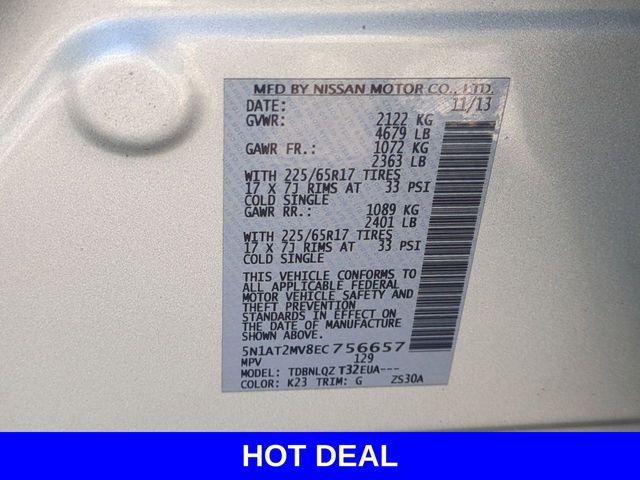 MFD BY NISSAN MOTOR CO., LTD.
DATE: 11/13
GVWR: 2122 KG
4679 LB
GAWR FR.: 1072 KG
2363 LB
WITH 225/65R17 TIRES
17 X 7J RIMS AT 33 PSI
COLD SINGLE
GAWR RR.: 1089 KG
2401 LB
WITH 225/65R17 TIRES
17 X 7J RIMS AT 33 PSI
COLD SINGLE
THIS VEHICLE CONFORMS TO
ALL APPLICABLE FEDERAL
MOTOR VEHICLE SAFETY AND
THEFT PREVENTION
STANDARDS IN EFFECT ON
THE DATE OF MANUFACTURE
SHOWN ABOVE.
5N1AT2MV8EC756657
MPV 129
MODEL: TDBNLQZ T32EUA---
COLOR: K23 TRIM: G ZS30A
HOT DEAL